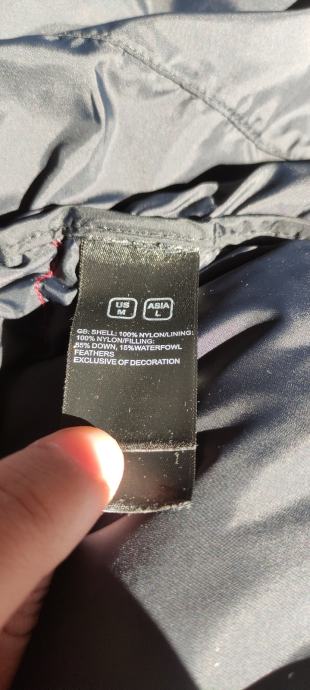 US ASIA
M L
GB: SHELL: 100% NYLON/LINING:
100% NYLON/FILLING:
85% DOWN, 15%WATERFOWL
FEATHERS
EXCLUSIVE OF DECORATION